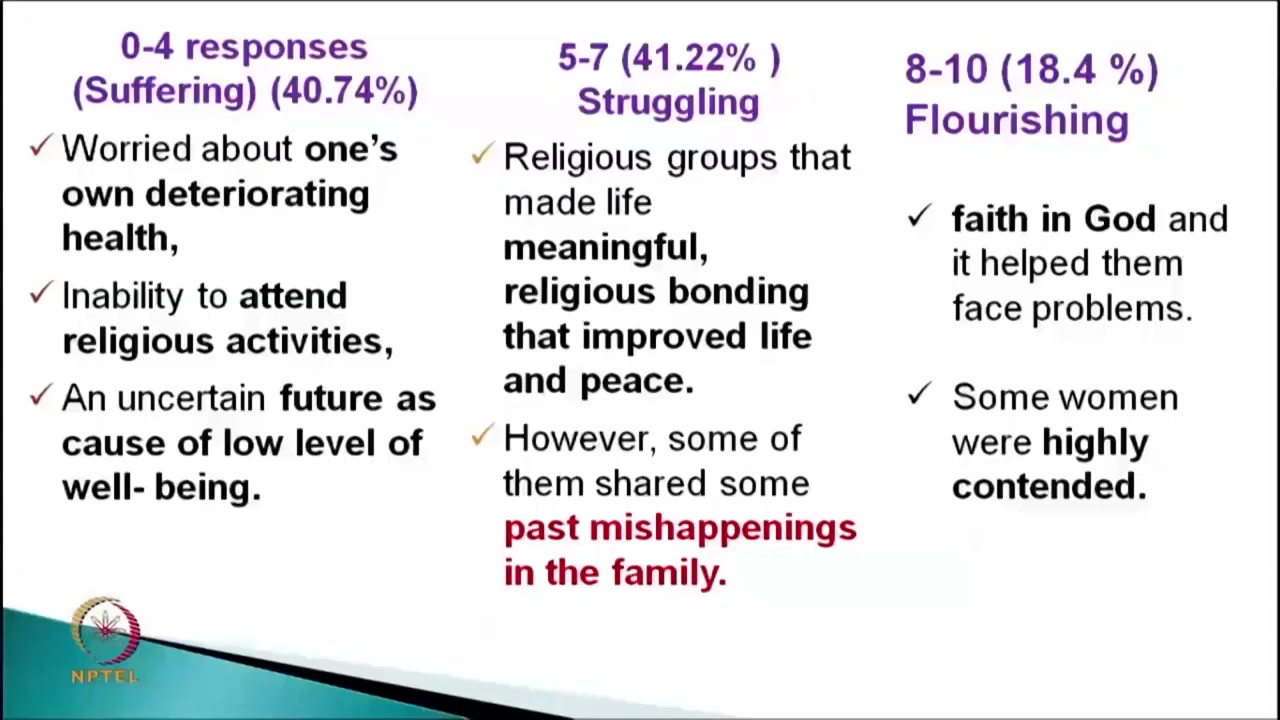 0-4 responses
(Suffering) (40.74%)
✓ Worried about one's
own deteriorating
health,
✓ Inability to attend
religious activities,
✓ An uncertain future as
cause of low level of
well- being.
5-7 (41.22% )
Struggling
✓ Religious groups that
made life
meaningful,
religious bonding
that improved life
and peace.
✓ However, some of
them shared some
past mishappenings
in the family.
8-10 (18.4 %)
Flourishing
✓ faith in God and
it helped them
face problems.
✓ Some women
were highly
contended.
NPTEL